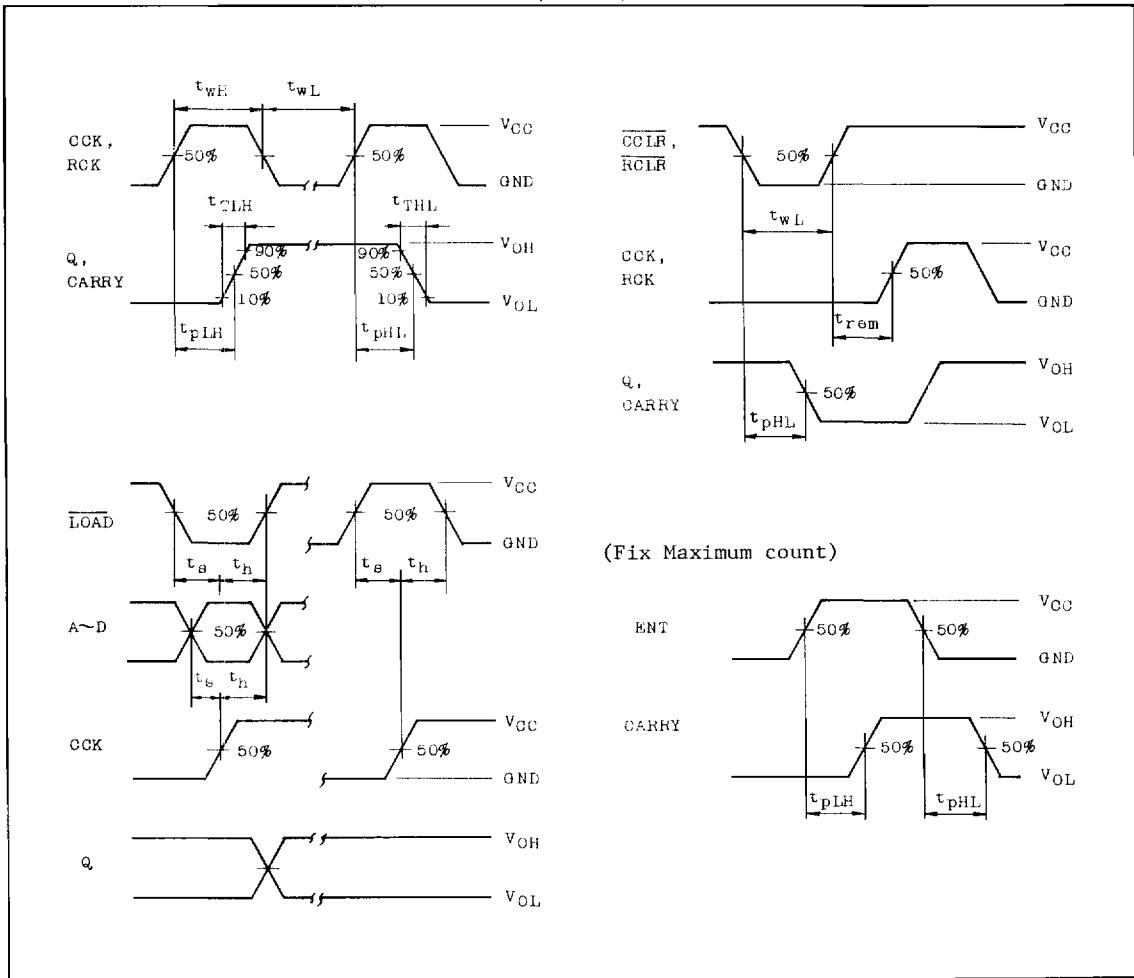 t_wH t_wL
CCK, RCK
50% 50%
V_CC
GND
t_TLH t_THL
Q, CARRY
90% 90%
50% 50%
10% 10%
V_OH
V_OL
t_pLH t_pHL
CCLR, RCLR
50%
V_CC
GND
t_wL
CCK, RCK
50%
V_CC
GND
t_rem
Q, CARRY
50%
V_OH
V_OL
t_pHL
LOAD
50% 50%
V_CC
GND
t_s t_h t_s t_h
A~D
50%
t_s t_h
CCK
50% 50%
V_CC
GND
Q
V_OH
V_OL
(Fix Maximum count)
ENT
50% 50%
V_CC
GND
CARRY
50% 50%
V_OH
V_OL
t_pLH t_pHL